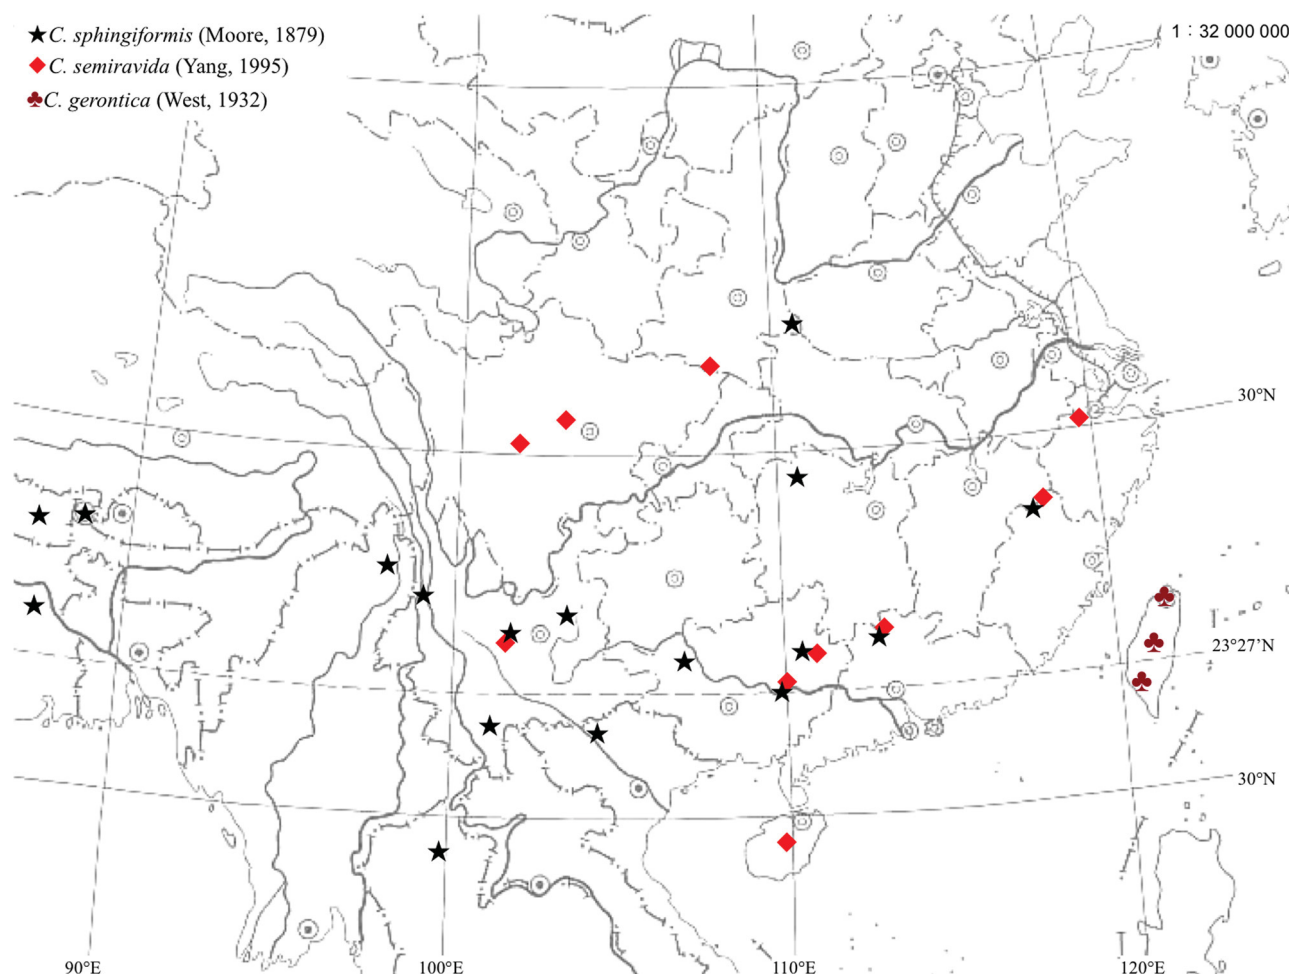 ★ C. sphingiformis (Moore, 1879)
◆ C. semiravida (Yang, 1995)
♣ C. gerontica (West, 1932)
1 : 32 000 000
30°N
23°27′N
30°N
90°E
100°E
110°E
120°E